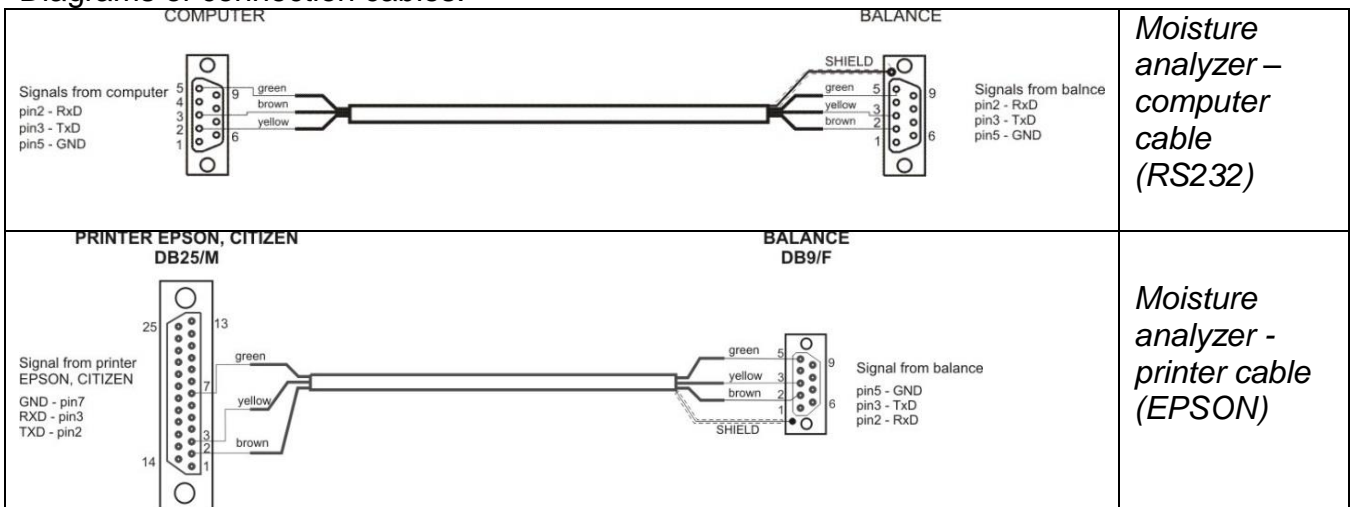 Diagrams of connection cables:
COMPUTER
BALANCE
SHIELD
Signals from computer
pin2 - RxD
pin3 - TxD
pin5 - GND
5
4
3
2
1
9
6
green
brown
yellow
green
yellow
brown
5
3
2
1
9
6
Signals from balnce
pin2 - RxD
pin3 - TxD
pin5 - GND
Moisture
analyzer –
computer
cable
(RS232)
PRINTER EPSON, CITIZEN
DB25/M
BALANCE
DB9/F
25
13
Signal from printer
EPSON, CITIZEN
GND - pin7
RXD - pin3
TXD - pin2
7
3
2
1
14
green
yellow
brown
green
yellow
brown
SHIELD
5
3
2
1
9
6
Signal from balance
pin5 - GND
pin3 - TxD
pin2 - RxD
Moisture
analyzer -
printer cable
(EPSON)